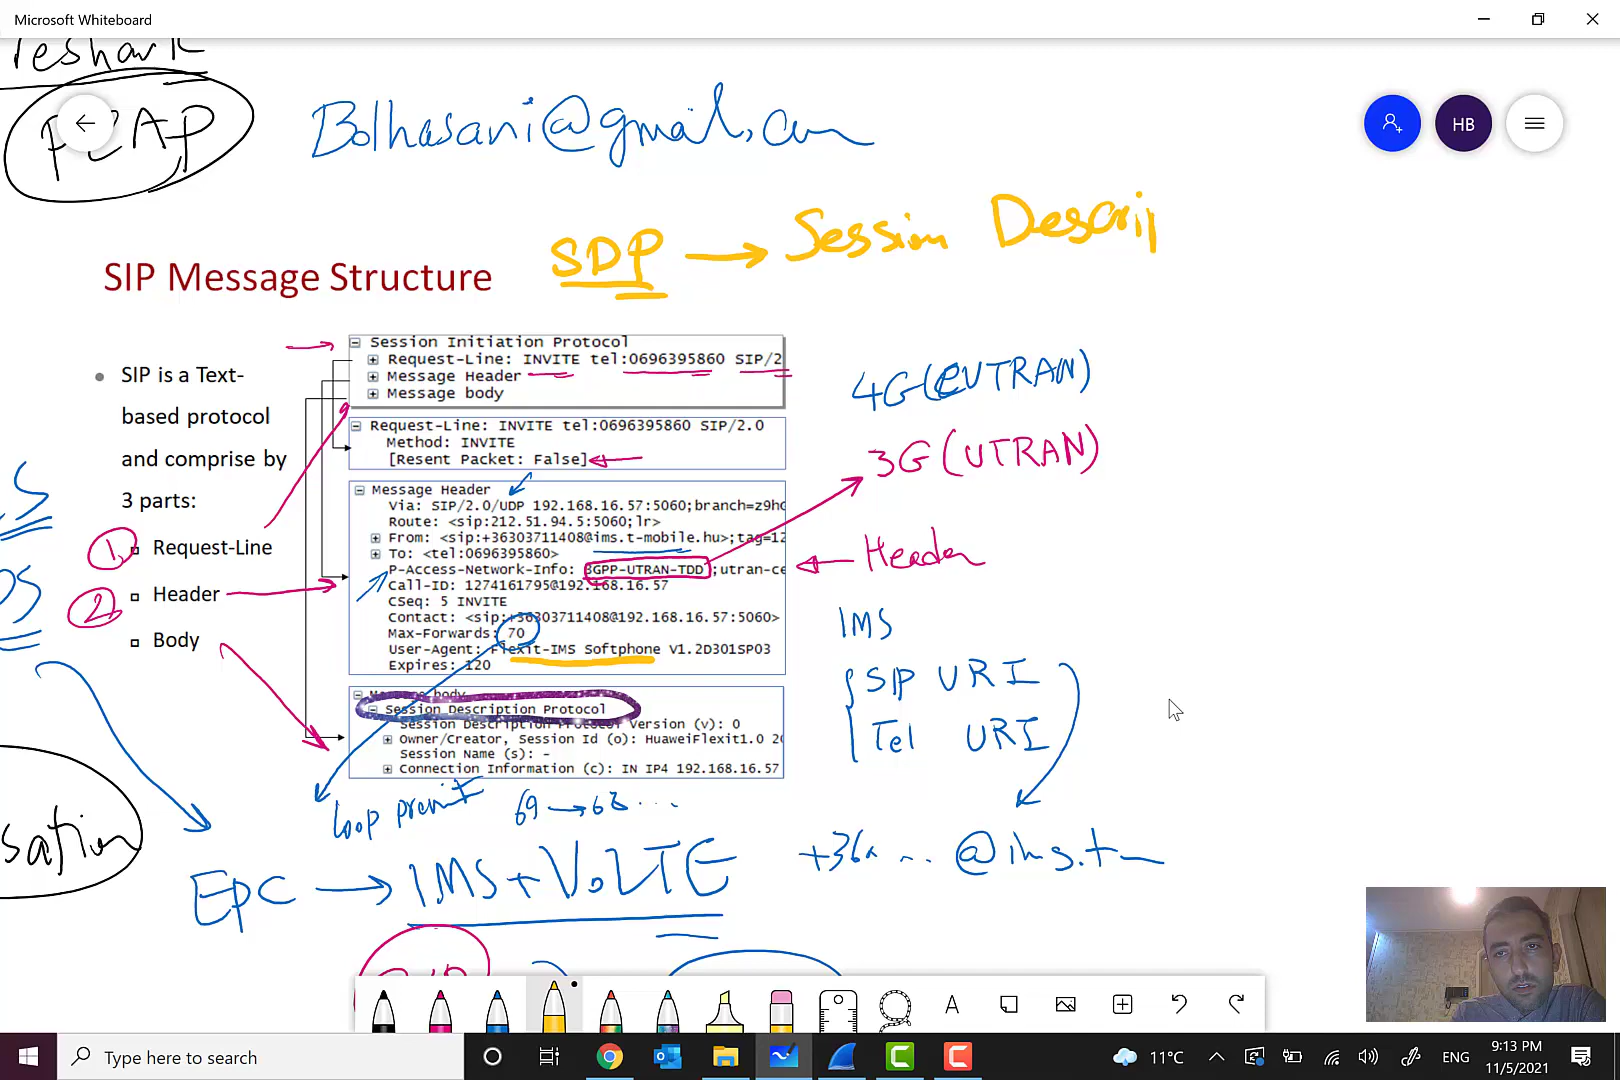 Microsoft Whiteboard
reshark
PCAP
Bolhasani@gmail.com
HB
SDP → Session Descrip
SIP Message Structure
SIP is a Text-
based protocol
and comprise by
3 parts:
1. Request-Line
2. Header
Body
Session Initiation Protocol
Request-Line: INVITE tel:0696395860 SIP/2
Message Header
Message body
Request-Line: INVITE tel:0696395860 SIP/2.0
Method: INVITE
[Resent Packet: False]
Message Header
Via: SIP/2.0/UDP 192.168.16.57:5060;branch=z9hG
Route: <sip:212.51.94.5:5060;lr>
From: <sip:+36303711408@ims.t-mobile.hu>;tag=12
To: <tel:0696395860>
P-Access-Network-Info: 3GPP-UTRAN-TDD;utran-ce
Call-ID: 1274161795@192.168.16.57
CSeq: 5 INVITE
Contact: <sip:+36303711408@192.168.16.57:5060>
Max-Forwards: 70
User-Agent: Flexit-IMS Softphone V1.2D301SP03
Expires: 120
Message body
Session Description Protocol
Session Description Protocol Version (v): 0
Owner/Creator, Session Id (o): HuaweiFlexit1.0 20
Session Name (s): -
Connection Information (c): IN IP4 192.168.16.57
4G(EUTRAN)
3G(UTRAN)
Header
IMS
SIP URI
Tel URI
+36 ... @ims.t
loop prevent
69 → 68 ...
sation
EPC → IMS + VoLTE
Type here to search
11°C
ENG
9:13 PM
11/5/2021